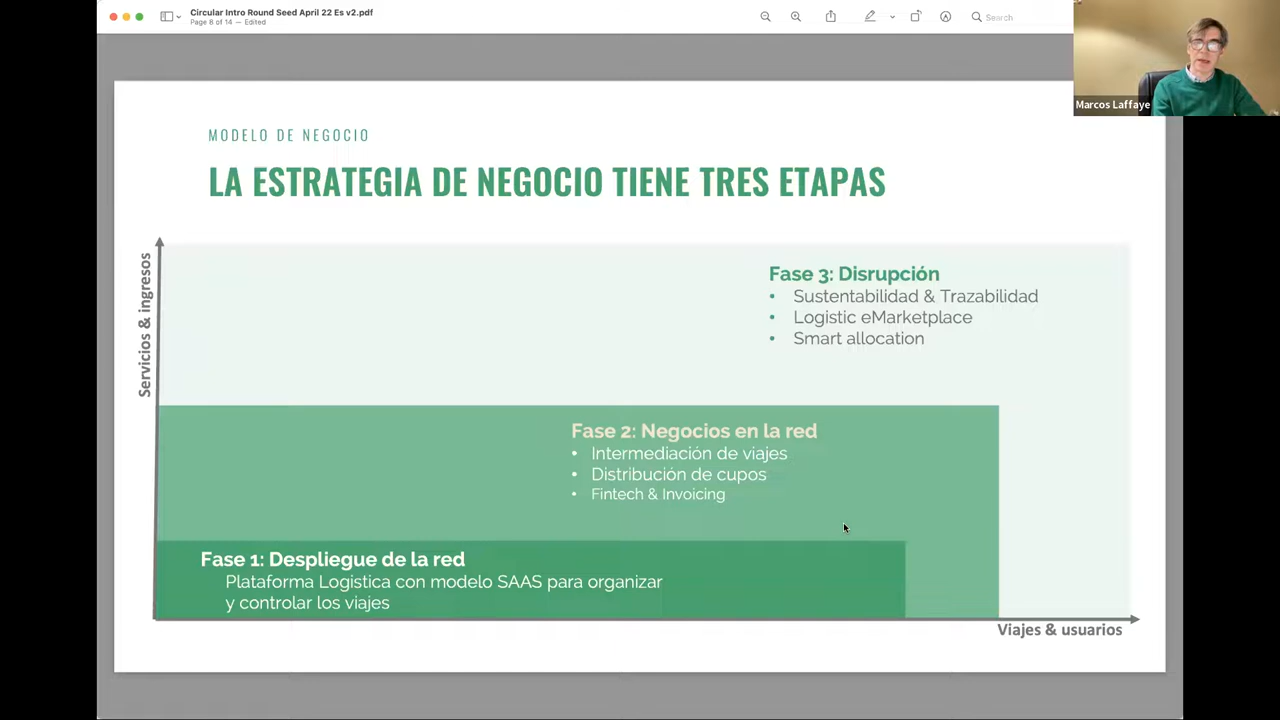 Circular Intro Round Seed April 22 Es v2.pdf
Page 6 of 14 — Edited
Search
Marcos Laffaye
MODELO DE NEGOCIO
LA ESTRATEGIA DE NEGOCIO TIENE TRES ETAPAS
Servicios & ingresos
Fase 3: Disrupción
• Sustentabilidad & Trazabilidad
• Logistic eMarketplace
• Smart allocation
Fase 2: Negocios en la red
• Intermediación de viajes
• Distribución de cupos
• Fintech & Invoicing
Fase 1: Despliegue de la red
Plataforma Logistica con modelo SAAS para organizar
y controlar los viajes
Viajes & usuarios